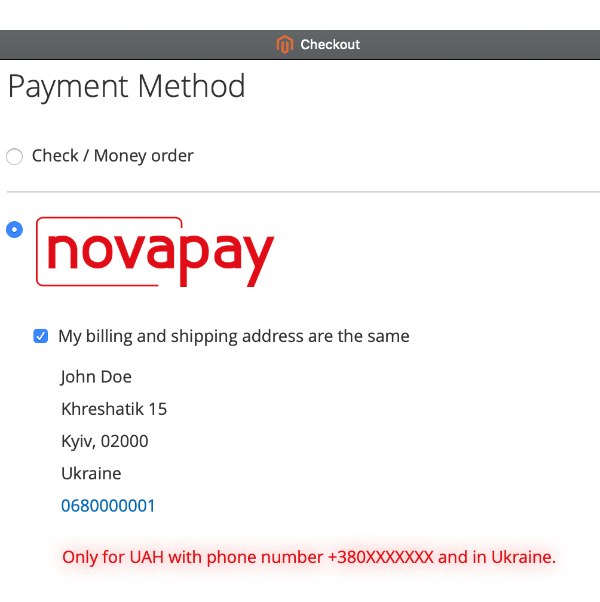 Checkout
Payment Method
Check / Money order
novapay
My billing and shipping address are the same
John Doe
Khreshatik 15
Kyiv, 02000
Ukraine
0680000001
Only for UAH with phone number +380XXXXXXX and in Ukraine.